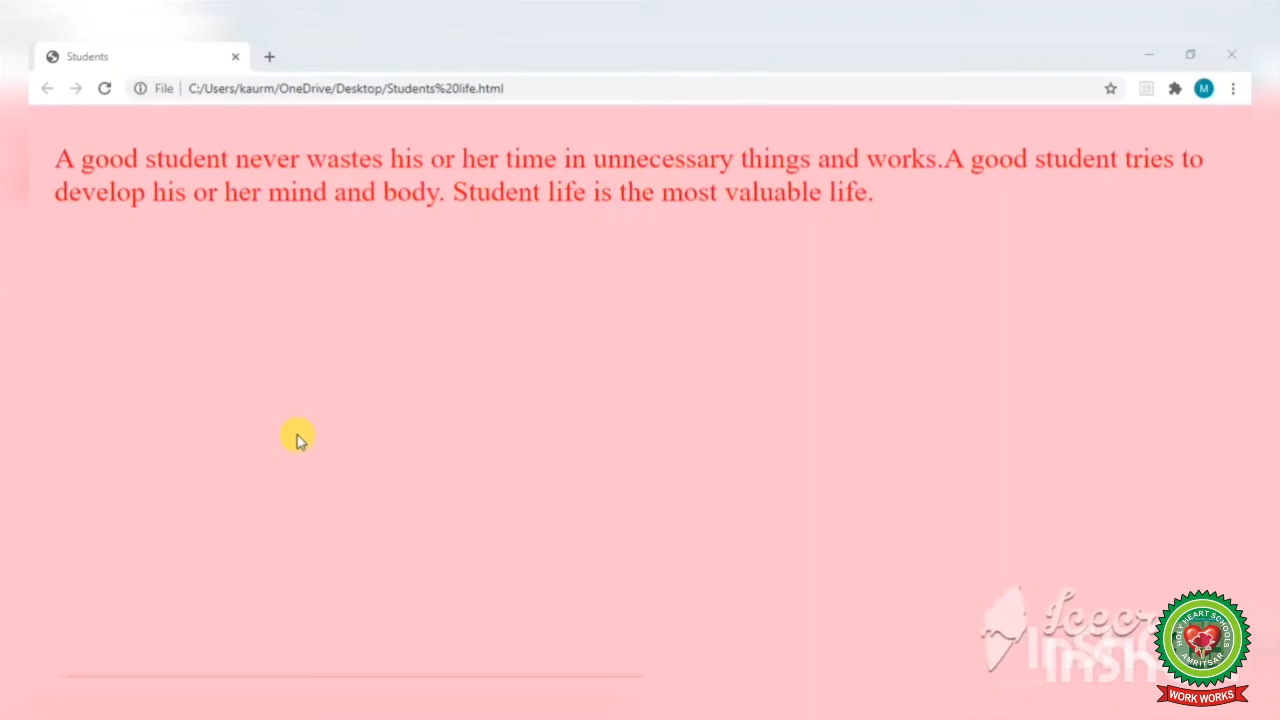 Students
File C:/Users/kaurm/OneDrive/Desktop/Students%20life.html
M
A good student never wastes his or her time in unnecessary things and works.A good student tries to
develop his or her mind and body. Student life is the most valuable life.
HOLY HEART SCHOOLS
AMRITSAR
WORK WORKS